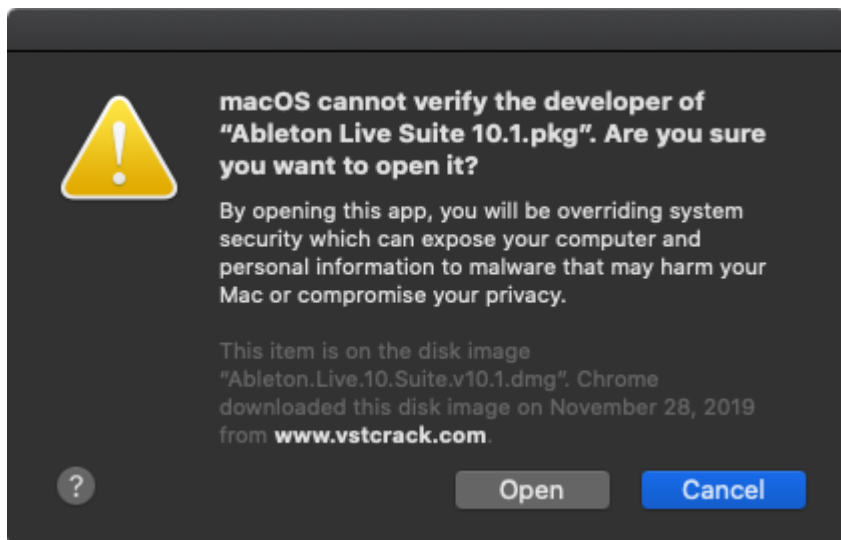 macOS cannot verify the developer of
“Ableton Live Suite 10.1.pkg”. Are you sure
you want to open it?
By opening this app, you will be overriding system
security which can expose your computer and
personal information to malware that may harm your
Mac or compromise your privacy.
This item is on the disk image
“Ableton.Live.10.Suite.v10.1.dmg”. Chrome
downloaded this disk image on November 28, 2019
from www.vstcrack.com.
? Open Cancel